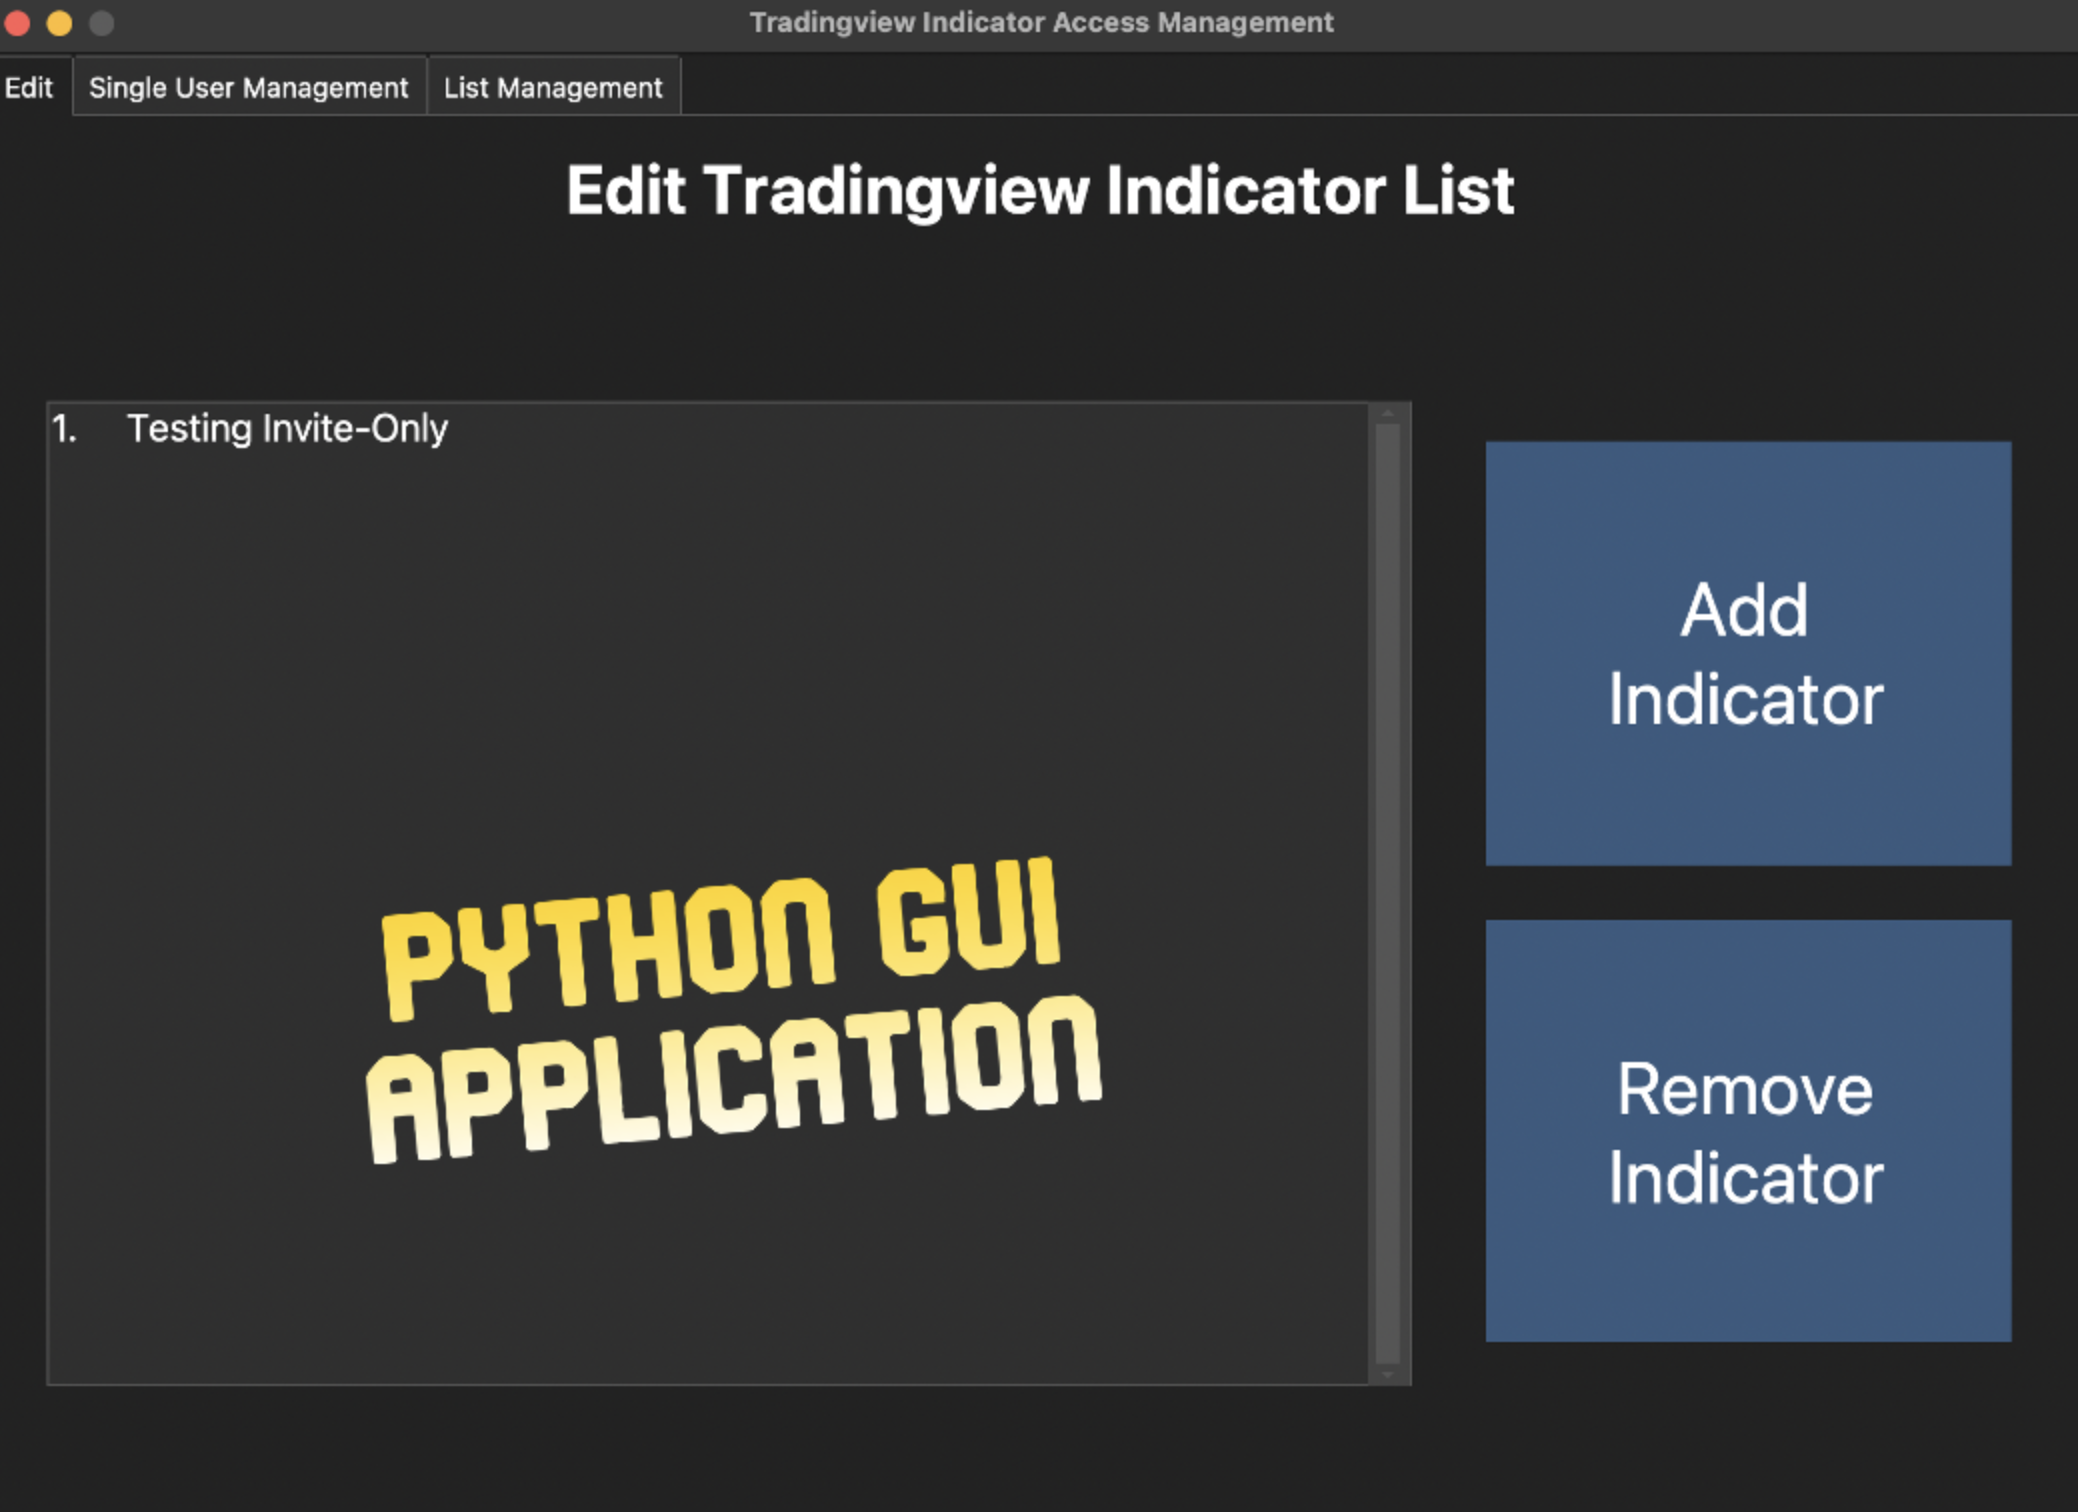 Tradingview Indicator Access Management
Edit Single User Management List Management
Edit Tradingview Indicator List
1. Testing Invite-Only
Add
Indicator
PYTHON GUI
APPLICATION
Remove
Indicator